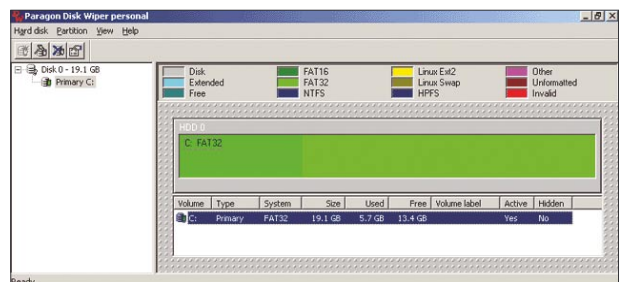 Paragon Disk Wiper personal
Hard disk Partition View Help
Disk 0 - 19.1 GB
Primary C:
Disk FAT16 Linux Ext2 Other
Extended FAT32 Linux Swap Unformatted
Free NTFS HPFS Invalid
HDD 0
C: FAT32
Volume Type System Size Used Free Volume label Active Hidden
C: Primary FAT32 19.1 GB 5.7 GB 13.4 GB Yes No
Ready